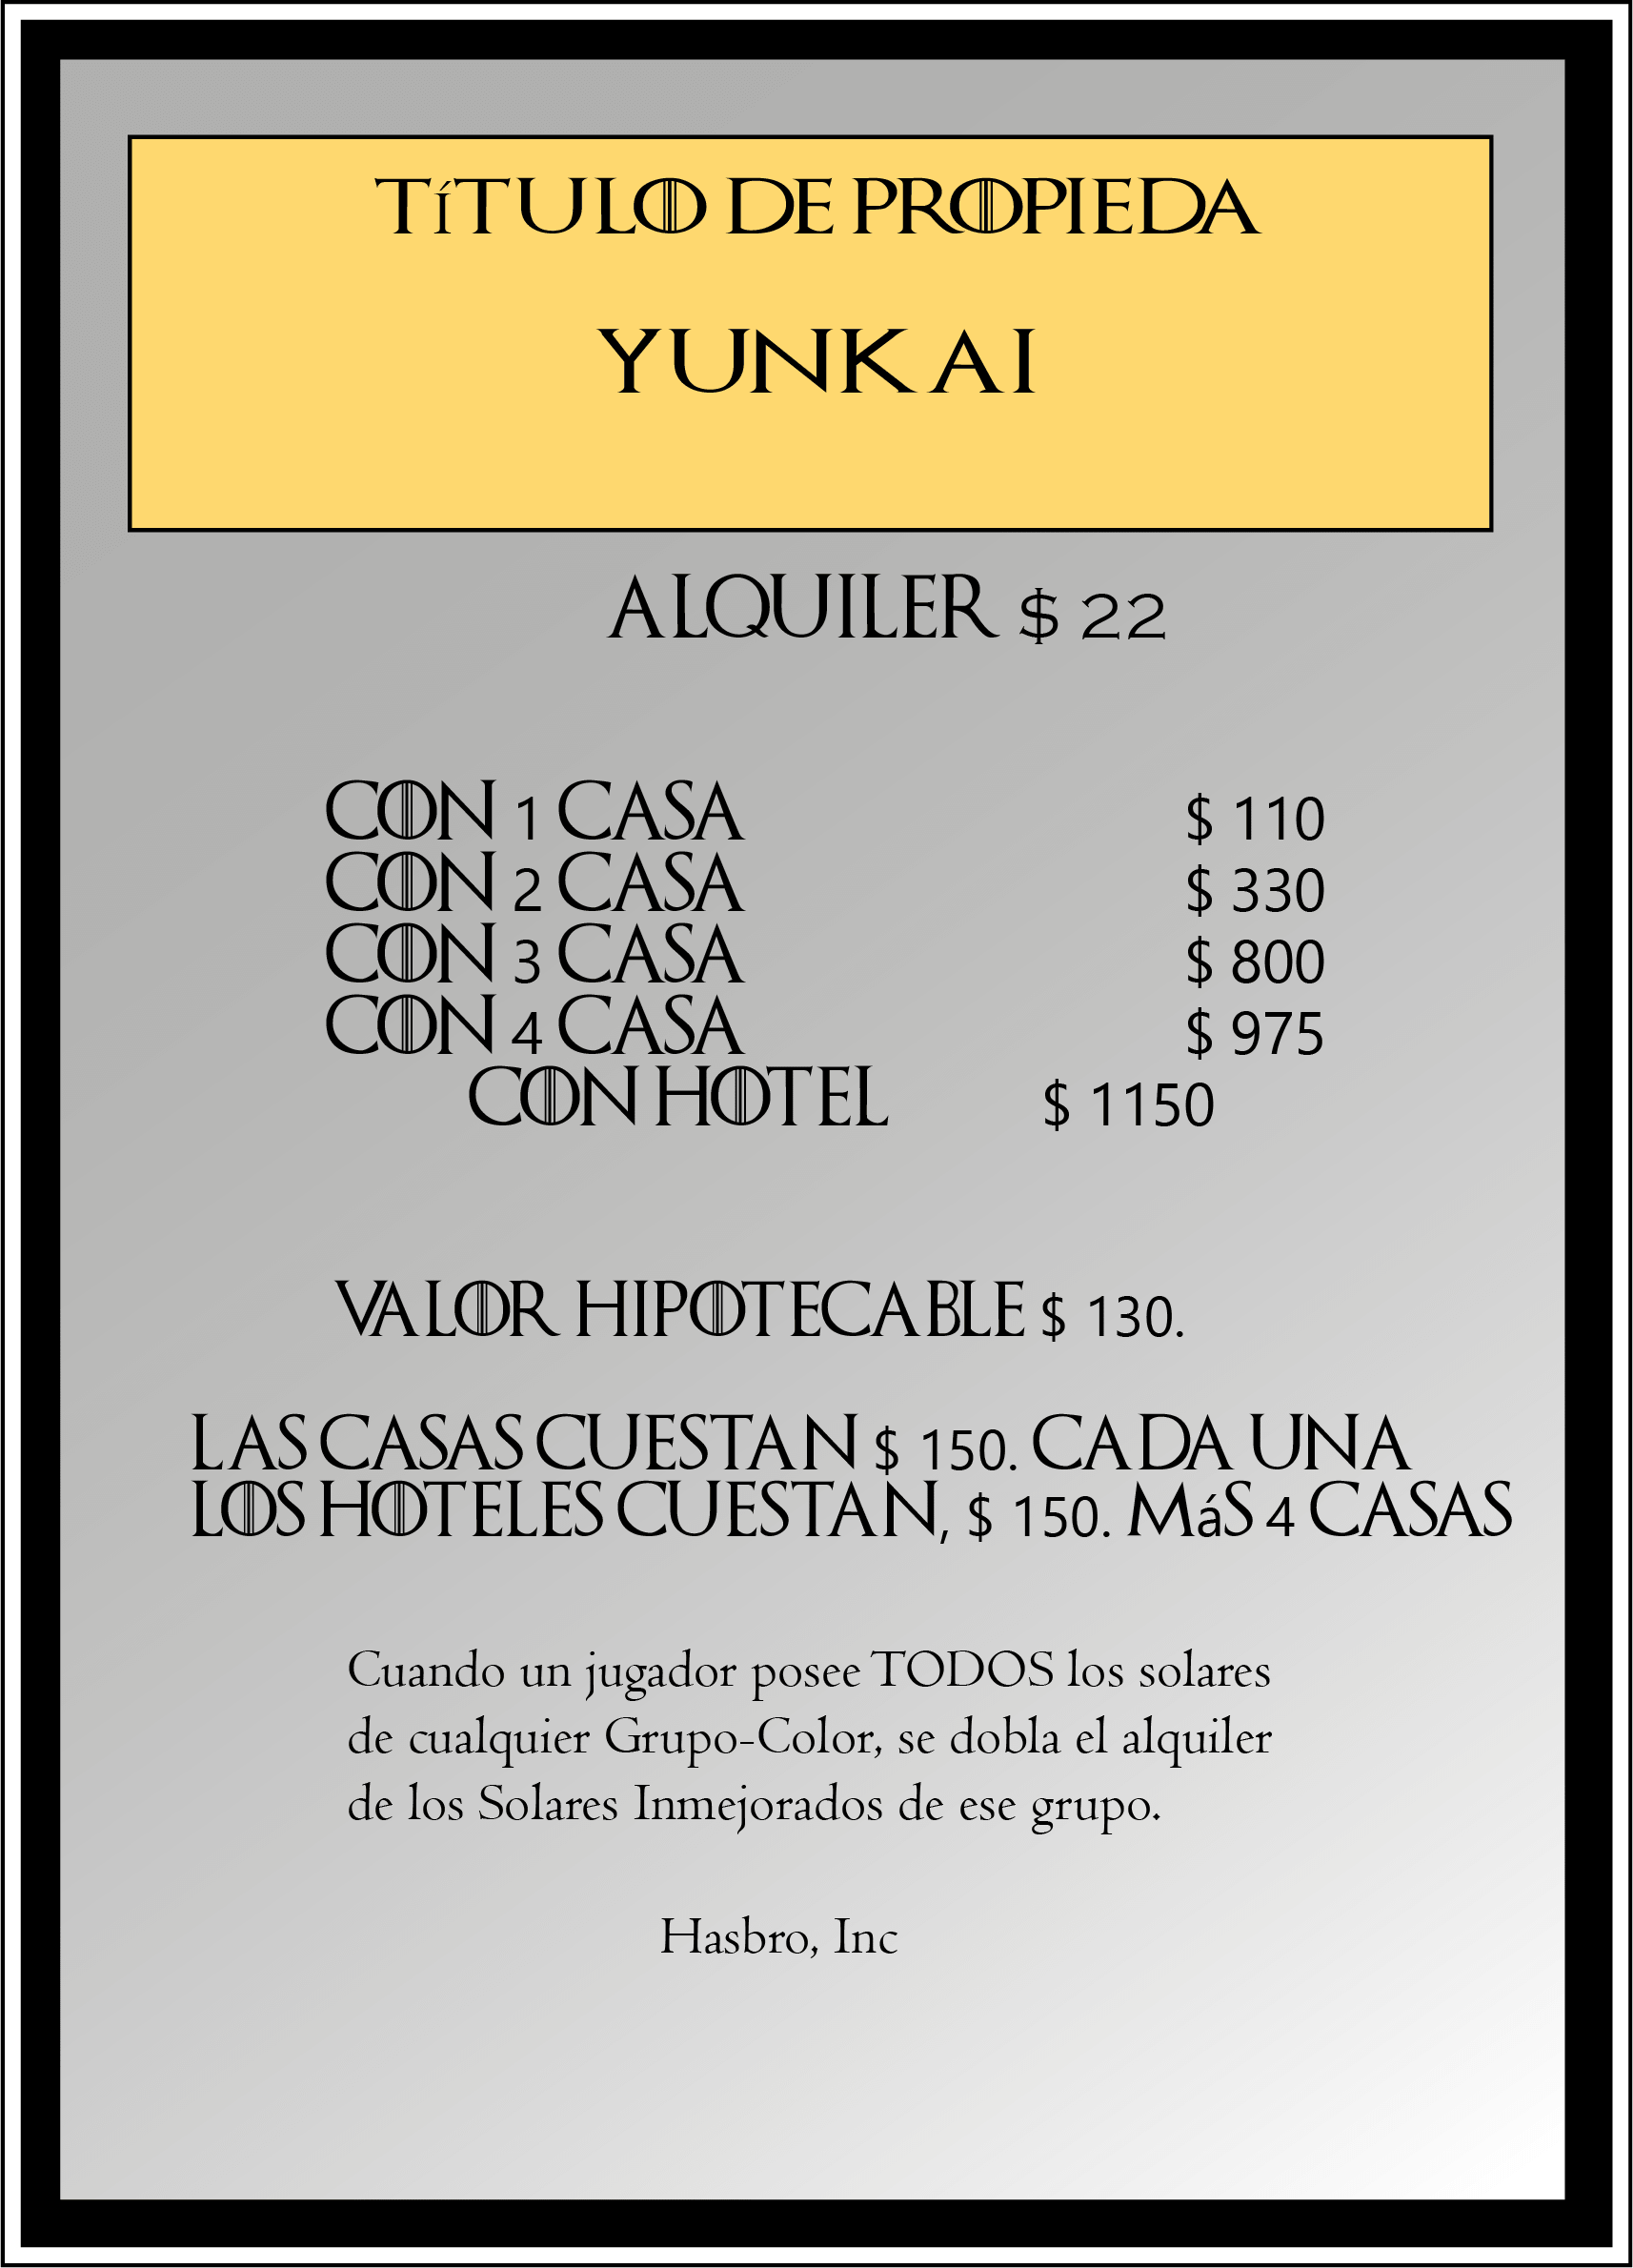 TíTULO DE PROPIEDA
YUNKAI
ALQUILER $ 22
CON 1 CASA $ 110
CON 2 CASA $ 330
CON 3 CASA $ 800
CON 4 CASA $ 975
CON HOTEL $ 1150
VALOR HIPOTECABLE $ 130.
LAS CASAS CUESTAN $ 150. CADA UNA
LOS HOTELES CUESTAN, $ 150. MáS 4 CASAS
Cuando un jugador posee TODOS los solares
de cualquier Grupo-Color, se dobla el alquiler
de los Solares Inmejorados de ese grupo.
Hasbro, Inc